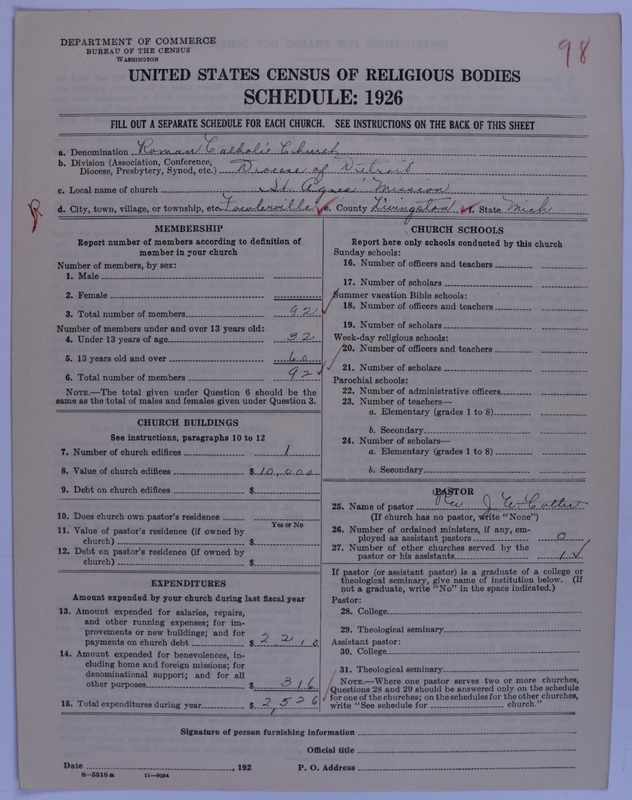 98
DEPARTMENT OF COMMERCE
BUREAU OF THE CENSUS
WASHINGTON
UNITED STATES CENSUS OF RELIGIOUS BODIES
SCHEDULE: 1926
FILL OUT A SEPARATE SCHEDULE FOR EACH CHURCH. SEE INSTRUCTIONS ON THE BACK OF THIS SHEET
a. Denomination Roman Catholic Church
b. Division (Association, Conference, Diocese, Presbytery, Synod, etc.) Diocese of Detroit
c. Local name of church St. Agnes' Mission
R d. City, town, village, or township, etc. Fowlerville e. County Livingston f. State Mich
MEMBERSHIP
Report number of members according to definition of
member in your church
Number of members, by sex:
1. Male
2. Female
3. Total number of members 92
Number of members under and over 13 years old:
4. Under 13 years of age 32
5. 13 years old and over 60
6. Total number of members 92
NOTE.—The total given under Question 6 should be the
same as the total of males and females given under Question 3.
CHURCH BUILDINGS
See instructions, paragraphs 10 to 12
7. Number of church edifices 1
8. Value of church edifices $ 10,000
9. Debt on church edifices $
10. Does church own pastor's residence
Yes or No
11. Value of pastor's residence (if owned by
church) $
12. Debt on pastor's residence (if owned by
church) $
EXPENDITURES
Amount expended by your church during last fiscal year
13. Amount expended for salaries, repairs,
and other running expenses; for im-
provements or new buildings; and for
payments on church debt $ 2210
14. Amount expended for benevolences, in-
cluding home and foreign missions; for
denominational support; and for all
other purposes $ 316
15. Total expenditures during year $ 2,526
CHURCH SCHOOLS
Report here only schools conducted by this church
Sunday schools:
16. Number of officers and teachers
17. Number of scholars
Summer vacation Bible schools:
18. Number of officers and teachers
19. Number of scholars
Week-day religious schools:
20. Number of officers and teachers
21. Number of scholars
Parochial schools:
22. Number of administrative officers
23. Number of teachers—
a. Elementary (grades 1 to 8)
b. Secondary
24. Number of scholars—
a. Elementary (grades 1 to 8)
b. Secondary
PASTOR
25. Name of pastor Rev J. W.
(If church has no pastor, write "None")
26. Number of ordained ministers, if any, em-
ployed as assistant pastors 0
27. Number of other churches served by the
pastor or his assistants 1
If pastor (or assistant pastor) is a graduate of a college or
theological seminary, give name of institution below. (If
not a graduate, write "No" in the space indicated.)
Pastor:
28. College
29. Theological seminary
Assistant pastor:
30. College
31. Theological seminary
NOTE.—Where one pastor serves two or more churches,
Questions 28 and 29 should be answered only on the schedule
for one of the churches; on the schedules for the other churches,
write "See schedule for church."
Signature of person furnishing information
Official title
Date , 192 P. O. Address
8—5518 a 11—9034